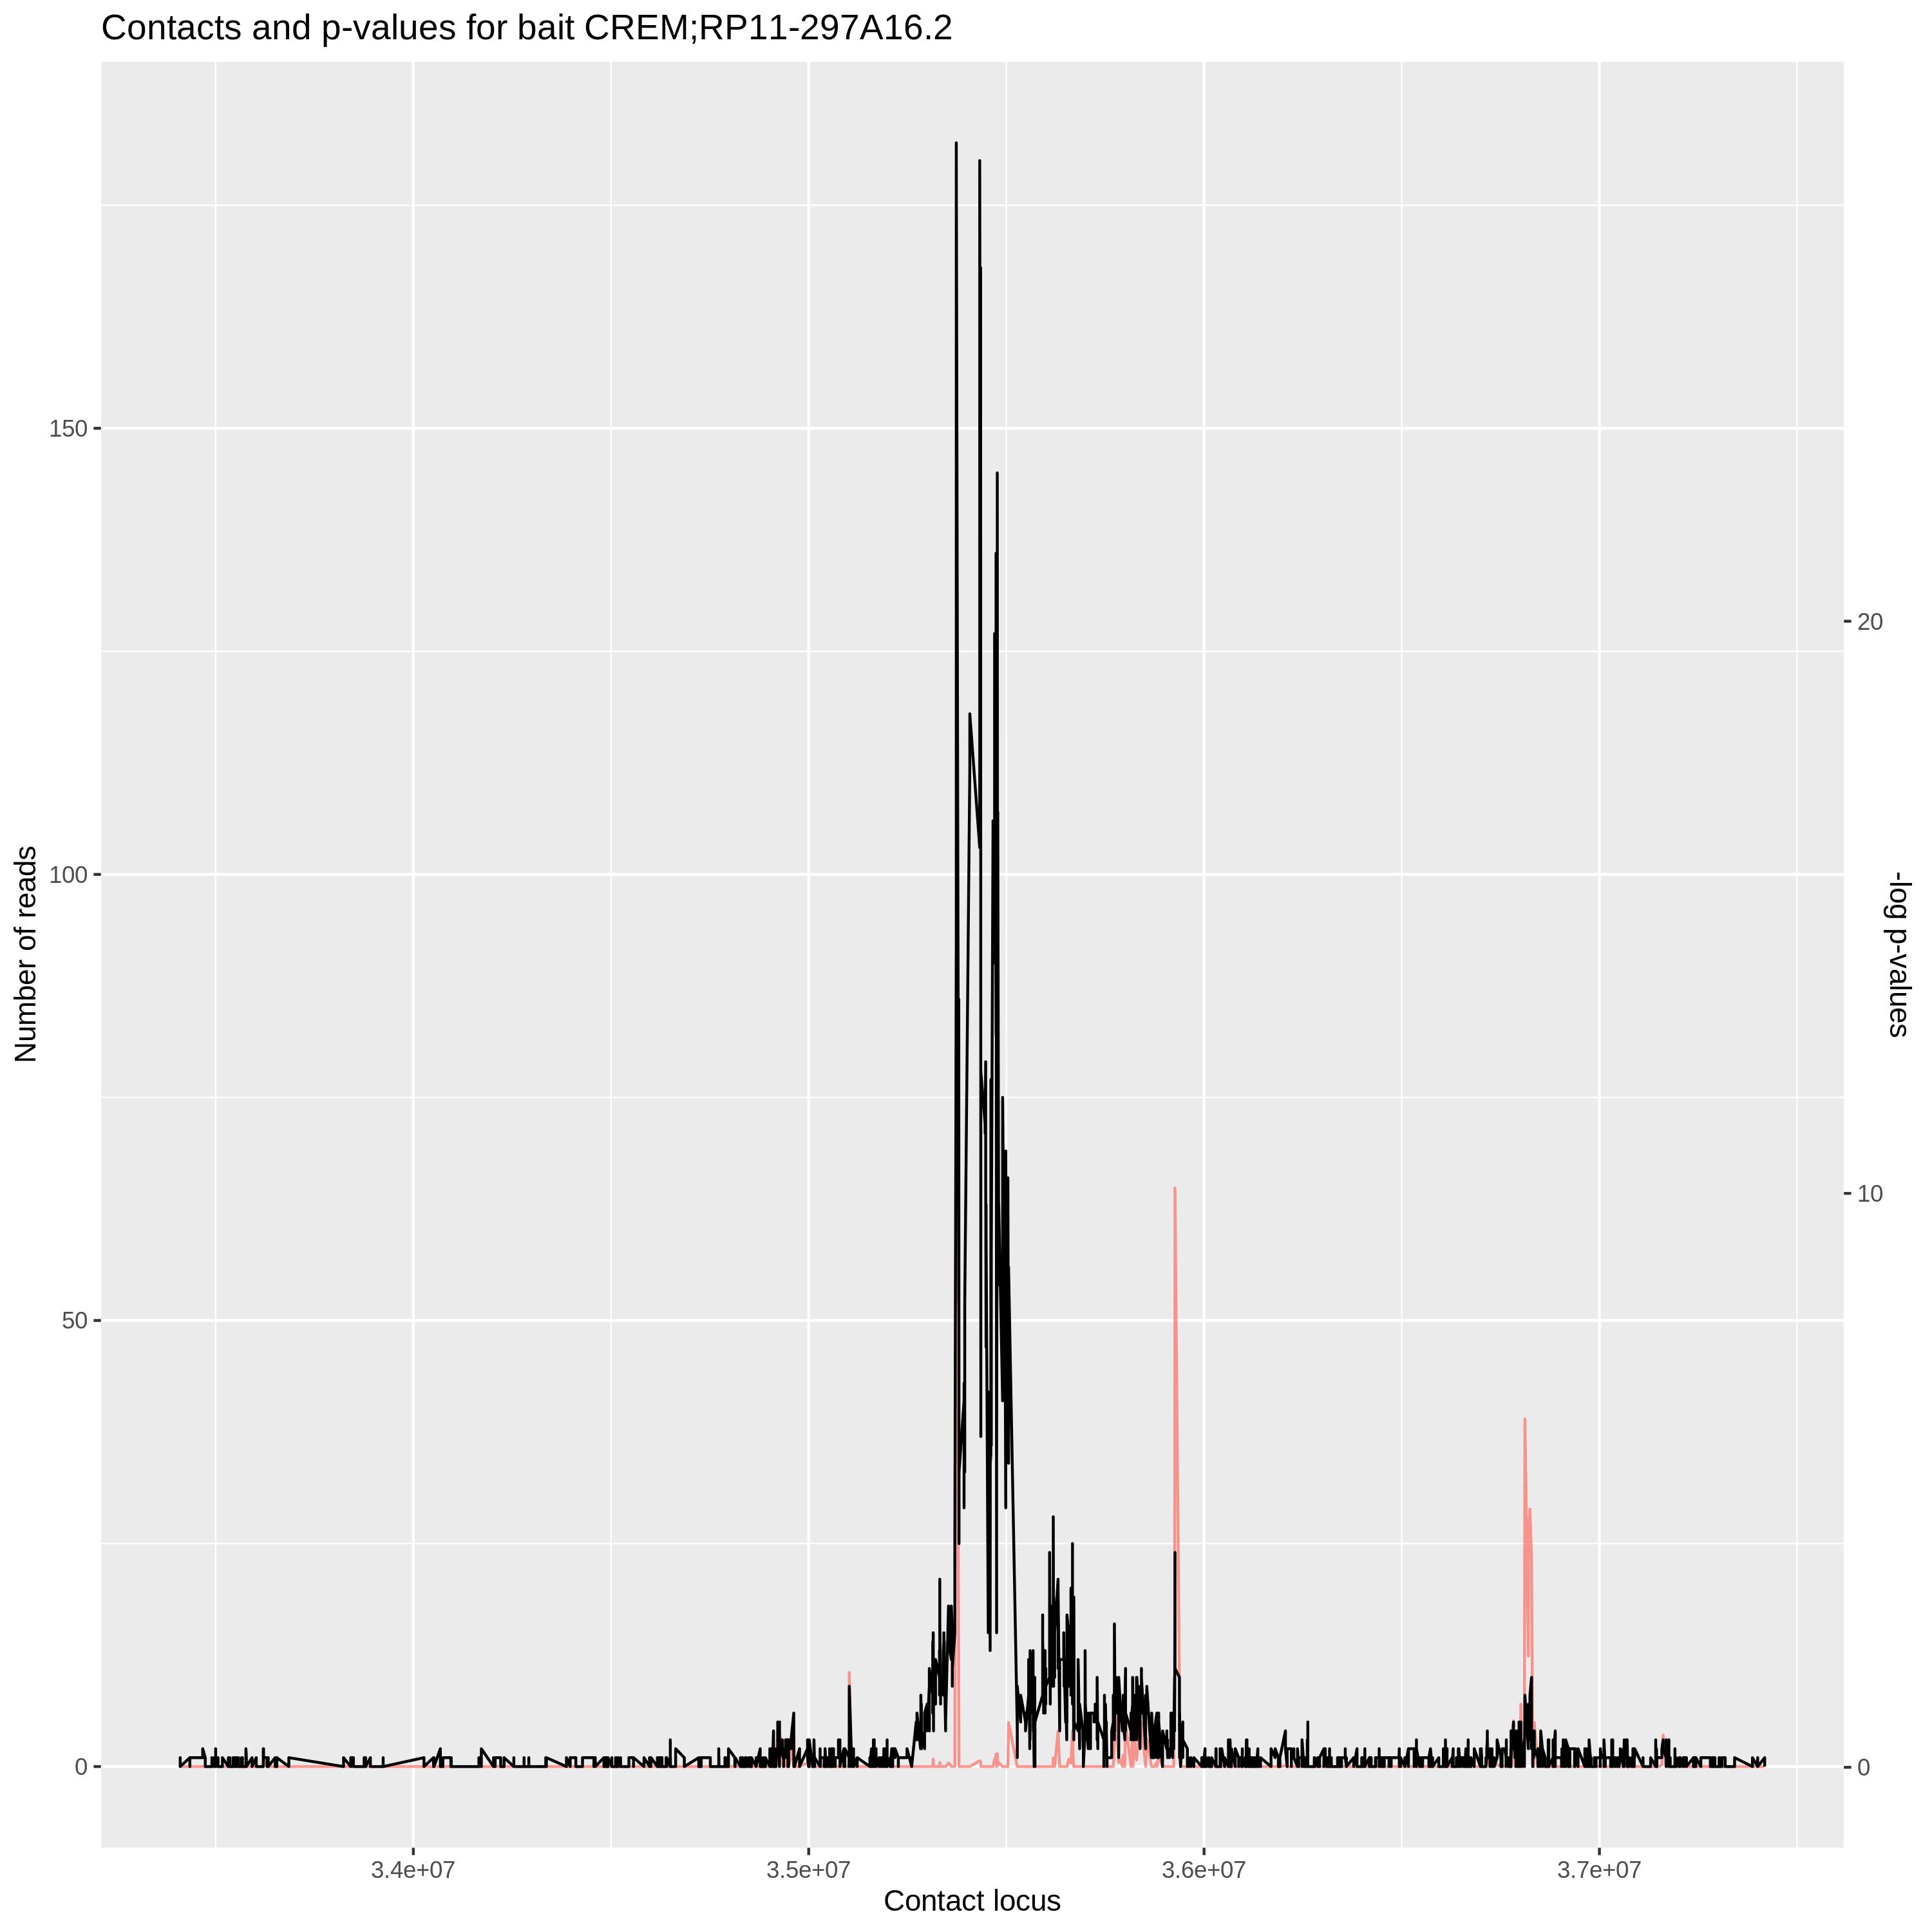 Contacts and p-values for bait CREM;RP11-297A16.2
150
100
50
0
Number of reads
20
10
0
-log p-values
3.4e+07
3.5e+07
3.6e+07
3.7e+07
Contact locus